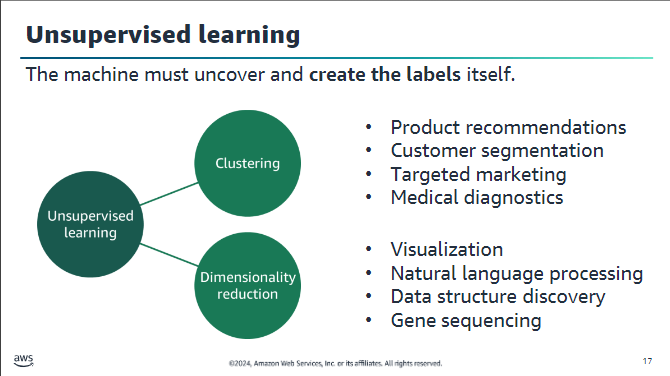 Unsupervised learning
The machine must uncover and create the labels itself.
Unsupervised
learning
Clustering
• Product recommendations
• Customer segmentation
• Targeted marketing
• Medical diagnostics
Dimensionality
reduction
• Visualization
• Natural language processing
• Data structure discovery
• Gene sequencing
aws
©2024, Amazon Web Services, Inc. or its affiliates. All rights reserved.
17